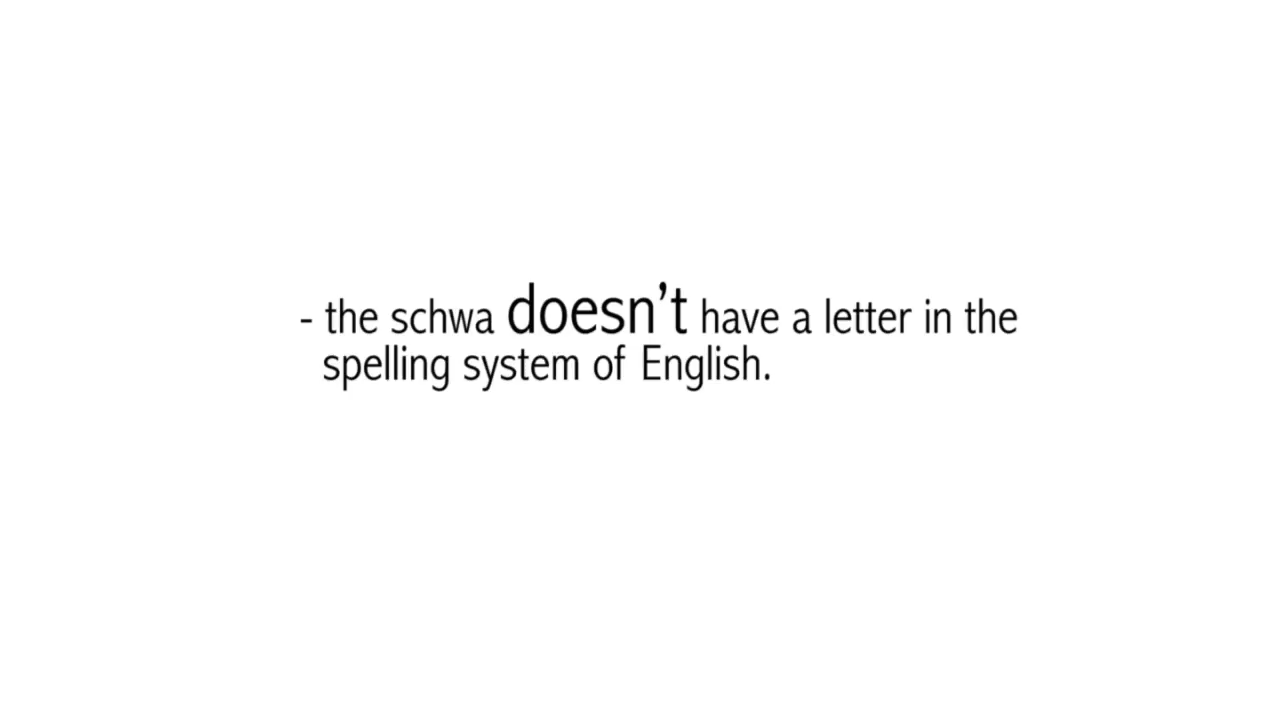 - the schwa doesn’t have a letter in the
spelling system of English.